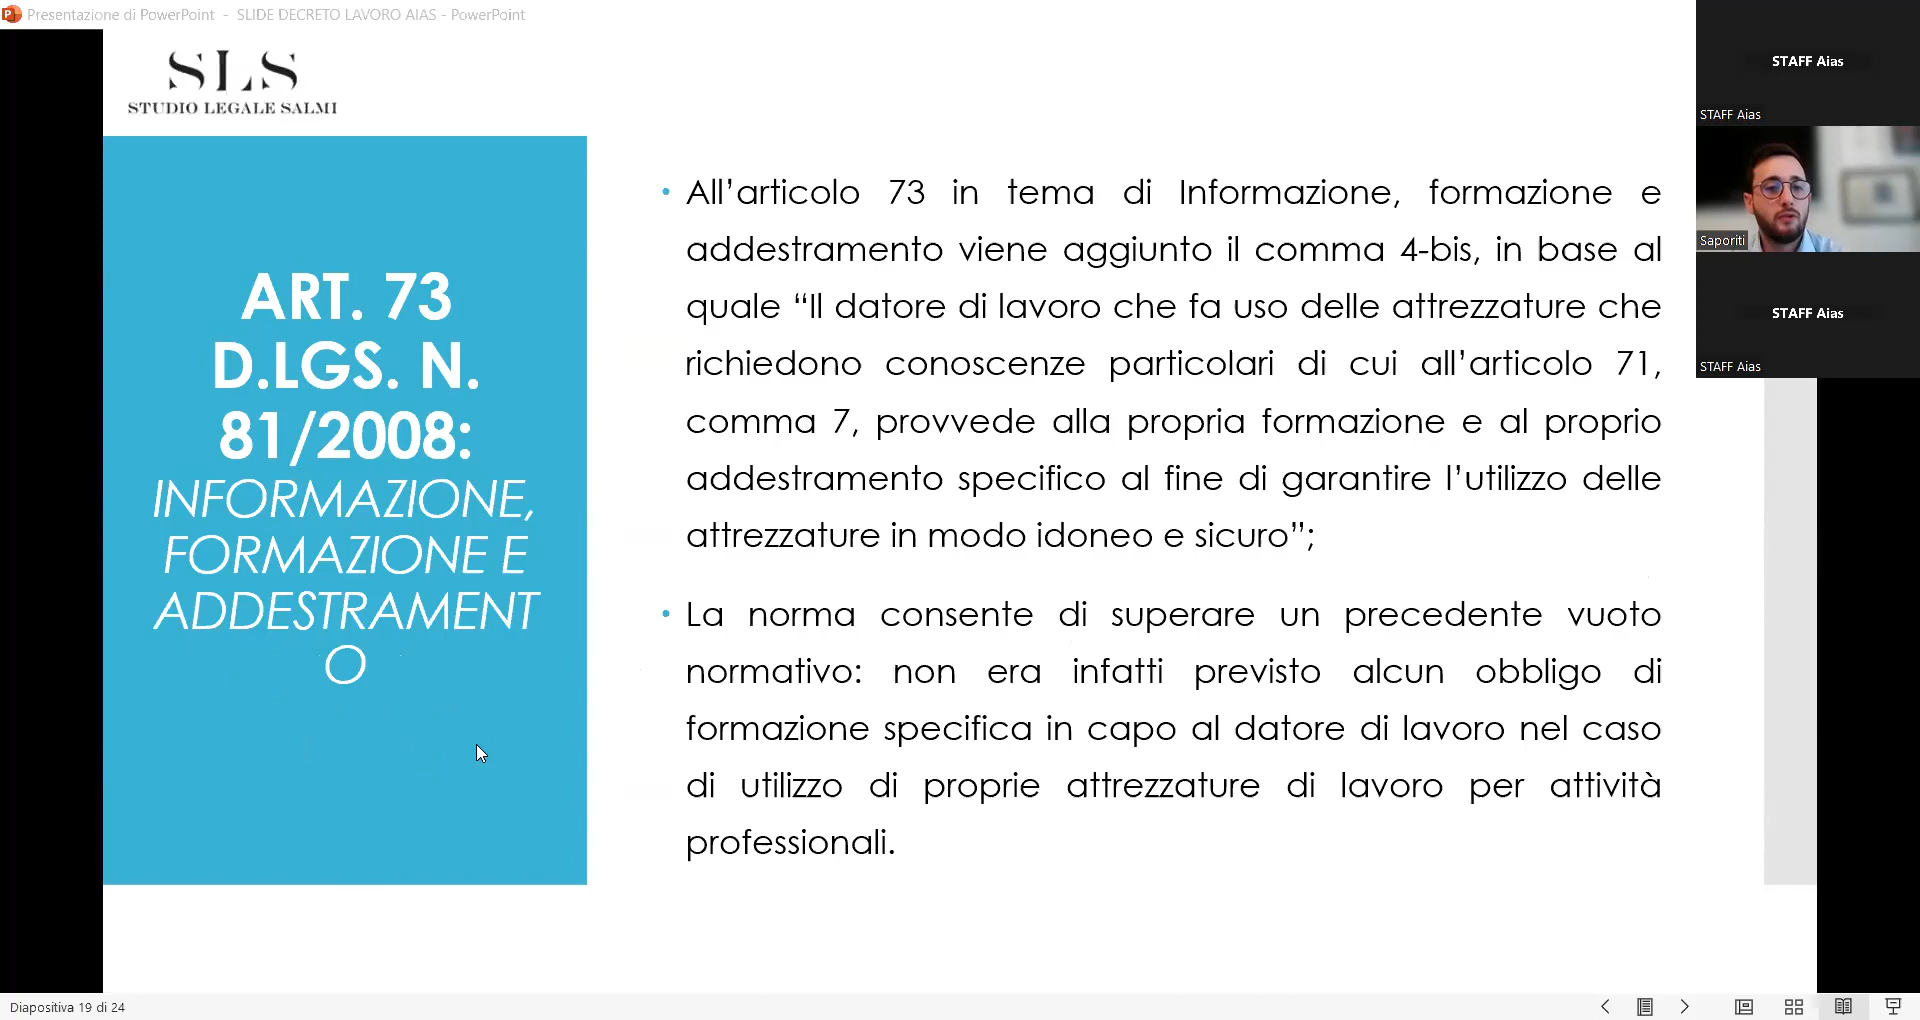 Presentazione di PowerPoint - SLIDE DECRETO LAVORO AIAS - PowerPoint
SLS
STUDIO LEGALE SALMI
ART. 73
D.LGS. N.
81/2008:
INFORMAZIONE,
FORMAZIONE E
ADDESTRAMENT
O
• All’articolo 73 in tema di Informazione, formazione e
addestramento viene aggiunto il comma 4-bis, in base al
quale “Il datore di lavoro che fa uso delle attrezzature che
richiedono conoscenze particolari di cui all’articolo 71,
comma 7, provvede alla propria formazione e al proprio
addestramento specifico al fine di garantire l’utilizzo delle
attrezzature in modo idoneo e sicuro”;
• La norma consente di superare un precedente vuoto
normativo: non era infatti previsto alcun obbligo di
formazione specifica in capo al datore di lavoro nel caso
di utilizzo di proprie attrezzature di lavoro per attività
professionali.
STAFF Aias
STAFF Aias
Saporiti
STAFF Aias
STAFF Aias
Diapositiva 19 di 24